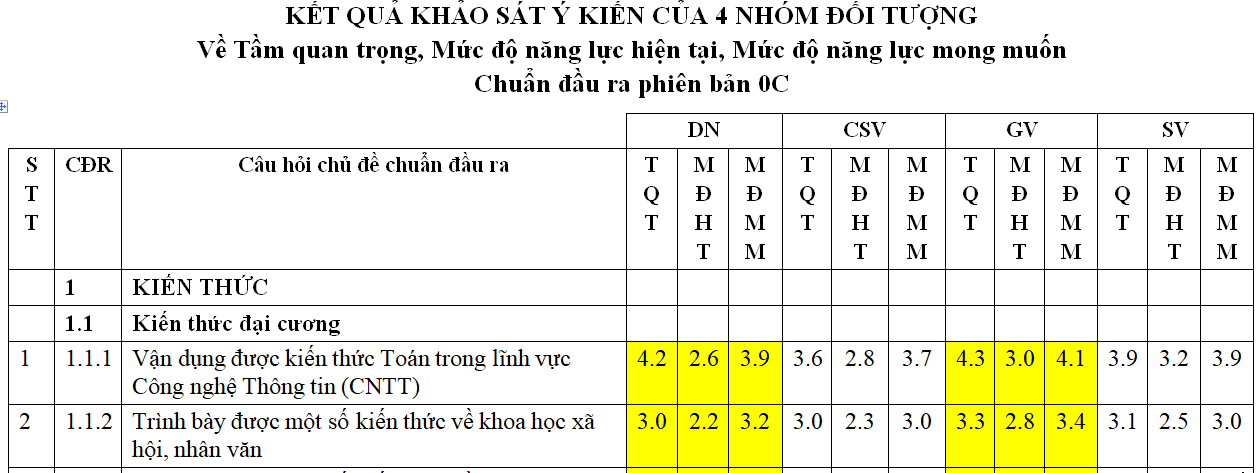 KẾT QUẢ KHẢO SÁT Ý KIẾN CỦA 4 NHÓM ĐỐI TƯỢNG
Về Tầm quan trọng, Mức độ năng lực hiện tại, Mức độ năng lực mong muốn
Chuẩn đầu ra phiên bản 0C
DN CSV GV SV
STT CĐR Câu hỏi chủ đề chuẩn đầu ra TQT MĐHT MĐMM TQT MĐHT MĐMM TQT MĐHT MĐMM TQT MĐHT MĐMM
1 KIẾN THỨC
1.1 Kiến thức đại cương
1 1.1.1 Vận dụng được kiến thức Toán trong lĩnh vực 4.2 2.6 3.9 3.6 2.8 3.7 4.3 3.0 4.1 3.9 3.2 3.9
Công nghệ Thông tin (CNTT)
2 1.1.2 Trình bày được một số kiến thức về khoa học xã 3.0 2.2 3.2 3.0 2.3 3.0 3.3 2.8 3.4 3.1 2.5 3.0
hội, nhân văn